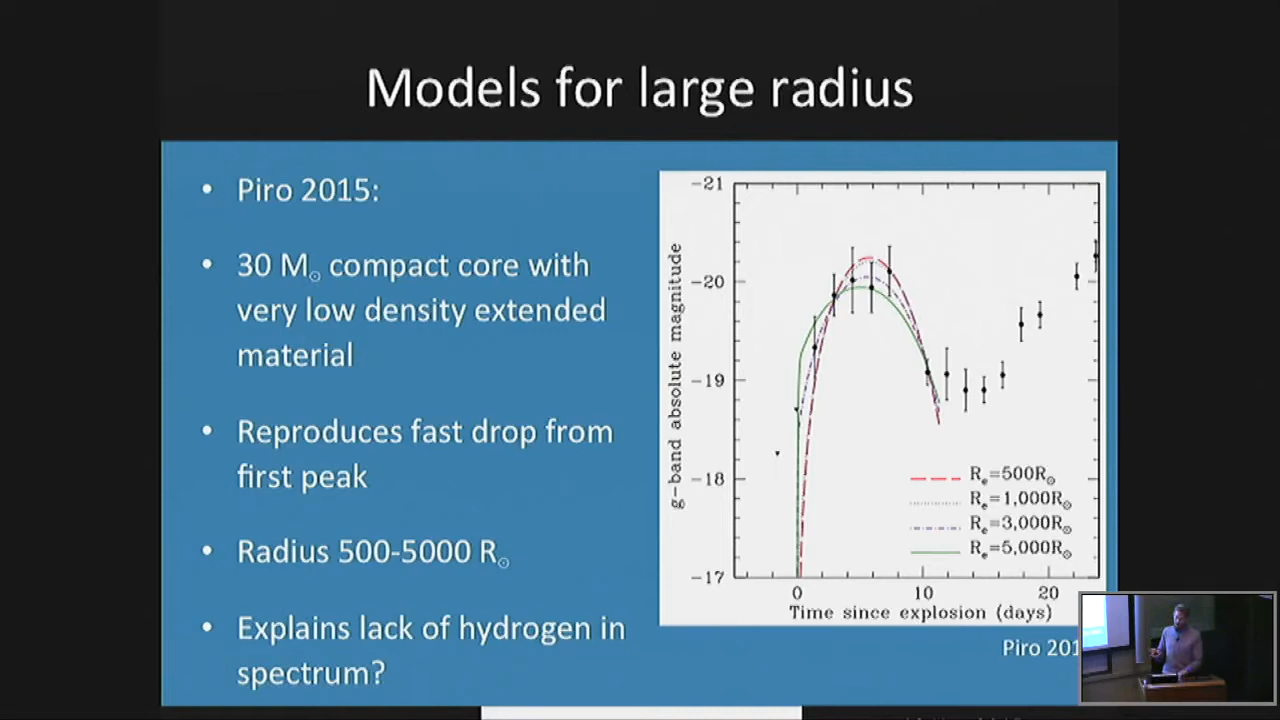 Models for large radius
• Piro 2015:
• 30 M☉ compact core with
very low density extended
material
• Reproduces fast drop from
first peak
• Radius 500-5000 R☉
• Explains lack of hydrogen in
spectrum?
g-band absolute magnitude
-21
-20
-19
-18
-17
Re=500R☉
Re=1,000R☉
Re=3,000R☉
Re=5,000R☉
0 10 20
Time since explosion (days)
Piro 201